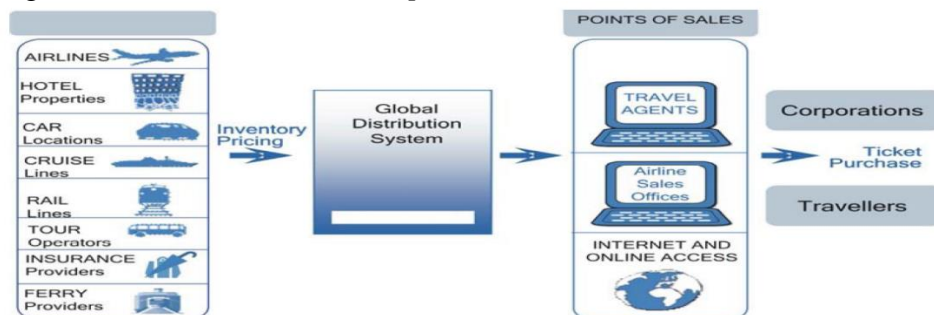 AIRLINES
HOTEL
Properties
CAR
Locations
CRUISE
Lines
RAIL
Lines
TOUR
Operators
INSURANCE
Providers
FERRY
Providers
Inventory
Pricing
Global
Distribution
System
POINTS OF SALES
TRAVEL
AGENTS
Airline
Sales
Offices
INTERNET AND
ONLINE ACCESS
Corporations
Ticket
Purchase
Travellers